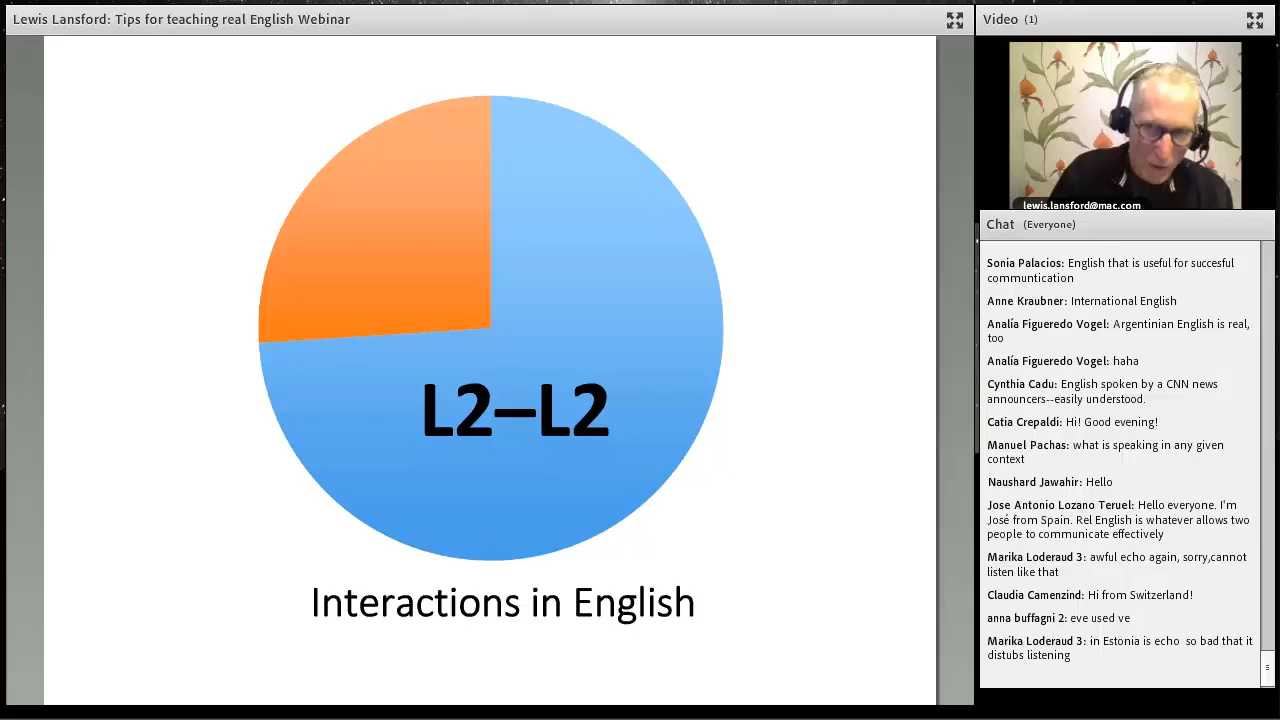 Lewis Lansford: Tips for teaching real English Webinar
L2–L2
Interactions in English
Video (1)
lewis.lansford@mac.com
Chat (Everyone)
Sonia Palacios: English that is useful for succesful
communtication
Anne Kraubner: International English
Analía Figueredo Vogel: Argentinian English is real,
too
Analía Figueredo Vogel: haha
Cynthia Cadu: English spoken by a CNN news
announcers--easily understood.
Catia Crepaldi: Hi! Good evening!
Manuel Pachas: what is speaking in any given
context
Naushard Jawahir: Hello
Jose Antonio Lozano Teruel: Hello everyone. I'm
José from Spain. Rel English is whatever allows two
people to communicate effectively
Marika Loderaud 3: awful echo again, sorry,cannot
listen like that
Claudia Camenzind: Hi from Switzerland!
anna buffagni 2: eve used ve
Marika Loderaud 3: in Estonia is echo so bad that it
distubs listening